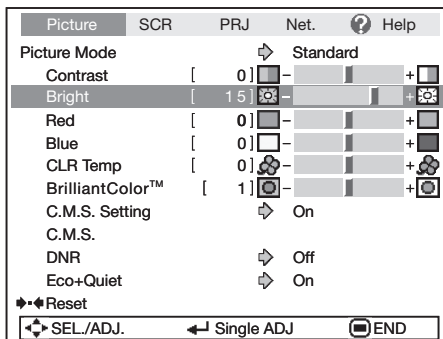 Picture SCR PRJ Net. ? Help
Picture Mode Standard
Contrast [ 0] - +
Bright [ 15] - +
Red [ 0] - +
Blue [ 0] - +
CLR Temp [ 0] - +
BrilliantColor™ [ 1] - +
C.M.S. Setting On
C.M.S.
DNR Off
Eco+Quiet On
Reset
SEL./ADJ. Single ADJ END